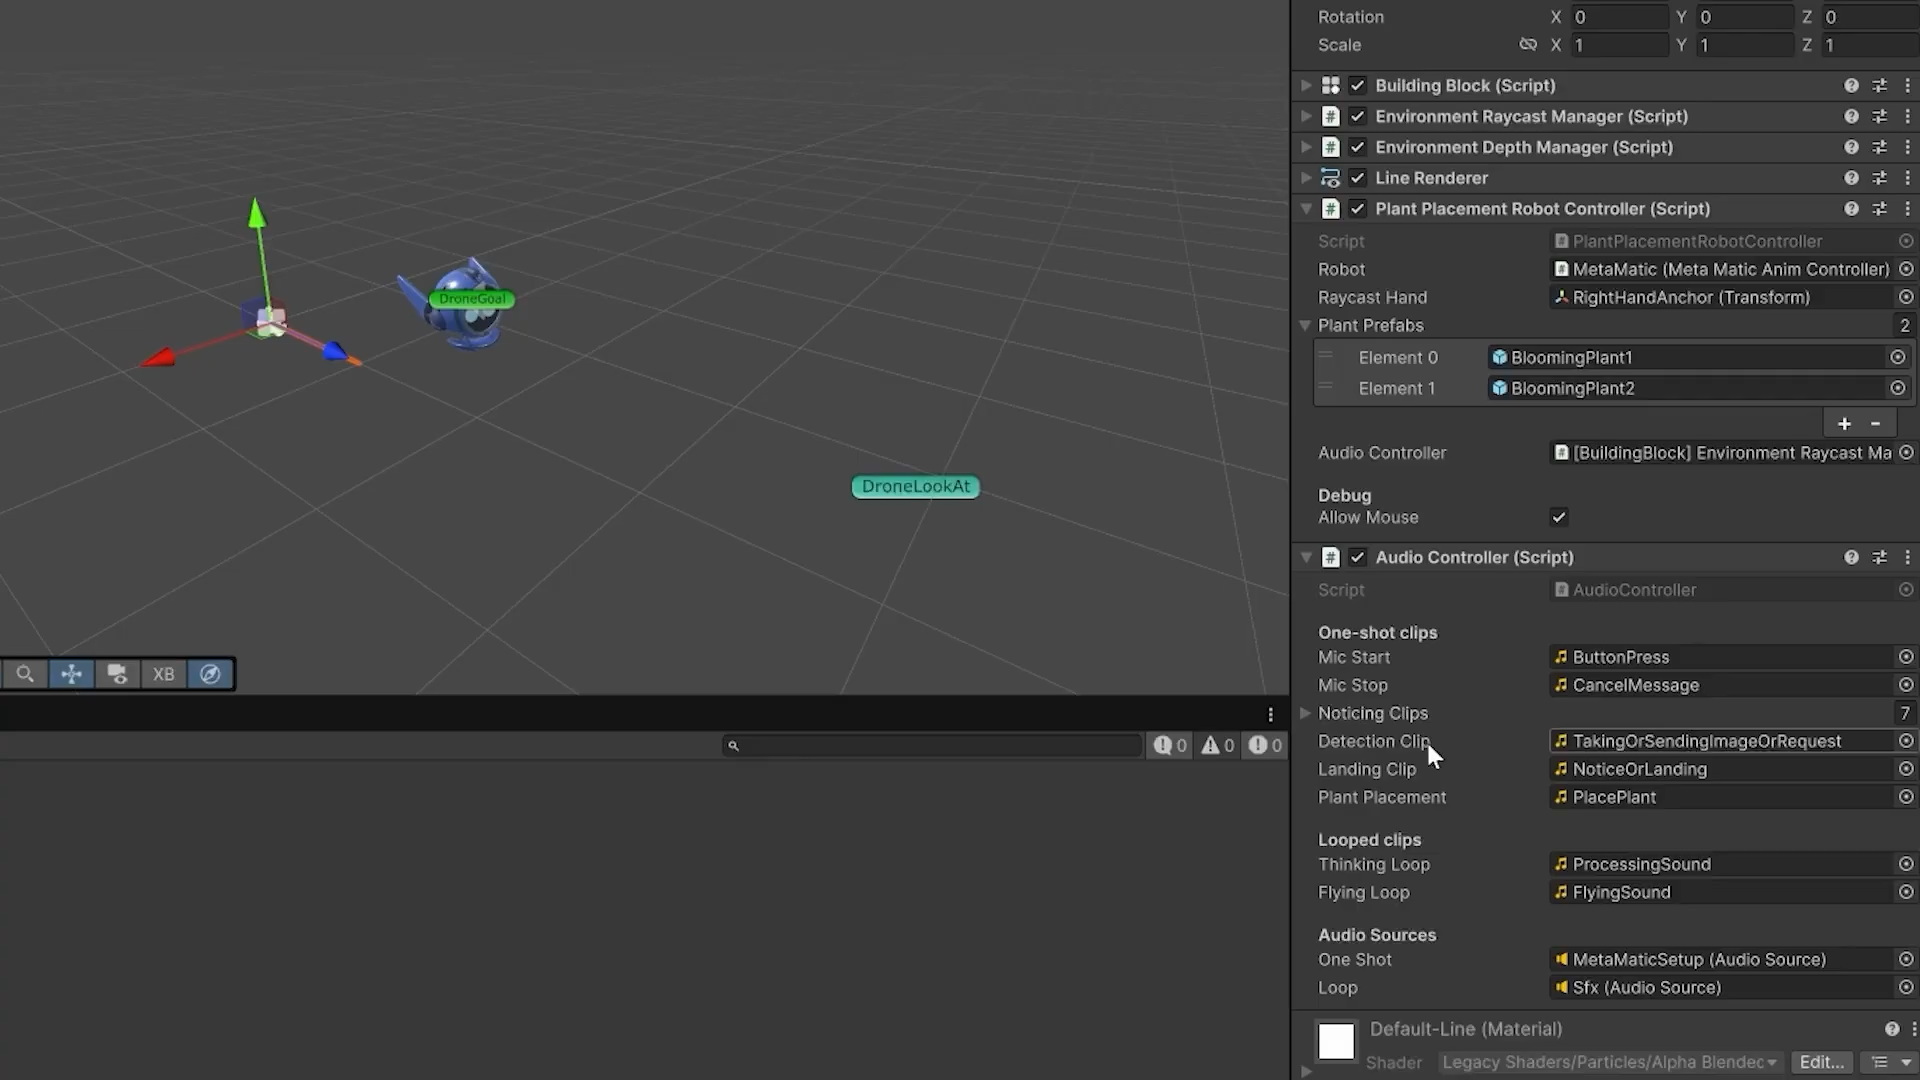 Rotation X 0 Y 0 Z 0
Scale X 1 Y 1 Z 1
Building Block (Script)
Environment Raycast Manager (Script)
Environment Depth Manager (Script)
Line Renderer
# Plant Placement Robot Controller (Script)
Script PlantPlacementRobotController
Robot MetaMatic (Meta Matic Anim Controller)
Raycast Hand RightHandAnchor (Transform)
Plant Prefabs 2
Element 0 BloomingPlant1
Element 1 BloomingPlant2
+ -
Audio Controller [BuildingBlock] Environment Raycast Ma
Debug
Allow Mouse
Audio Controller (Script)
Script AudioController
One-shot clips
Mic Start ButtonPress
Mic Stop CancelMessage
Noticing Clips 7
Detection Clip TakingOrSendingImageOrRequest
Landing Clip NoticeOrLanding
Plant Placement PlacePlant
Looped clips
Thinking Loop ProcessingSound
Flying Loop FlyingSound
Audio Sources
One Shot MetaMaticSetup (Audio Source)
Loop Sfx (Audio Source)
Default-Line (Material)
Shader Legacy Shaders/Particles/Alpha Blended Edit...
DroneGoal
DroneLookAt
XB
0 0 0